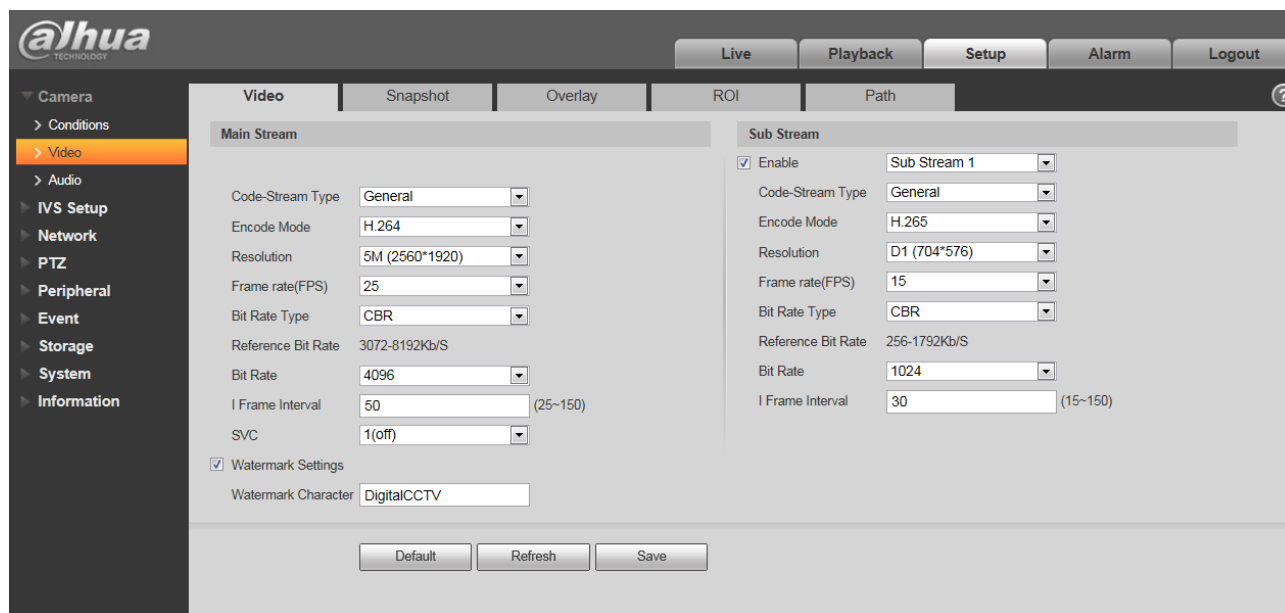 alhua
TECHNOLOGY
Live Playback Setup Alarm Logout
Camera
Conditions
Video
Audio
IVS Setup
Network
PTZ
Peripheral
Event
Storage
System
Information
Video Snapshot Overlay ROI Path
Main Stream
Code-Stream Type General
Encode Mode H.264
Resolution 5M (2560*1920)
Frame rate(FPS) 25
Bit Rate Type CBR
Reference Bit Rate 3072-8192Kb/S
Bit Rate 4096
I Frame Interval 50 (25~150)
SVC 1(off)
Watermark Settings
Watermark Character DigitalCCTV
Sub Stream
Enable Sub Stream 1
Code-Stream Type General
Encode Mode H.265
Resolution D1 (704*576)
Frame rate(FPS) 15
Bit Rate Type CBR
Reference Bit Rate 256-1792Kb/S
Bit Rate 1024
I Frame Interval 30 (15~150)
Default Refresh Save